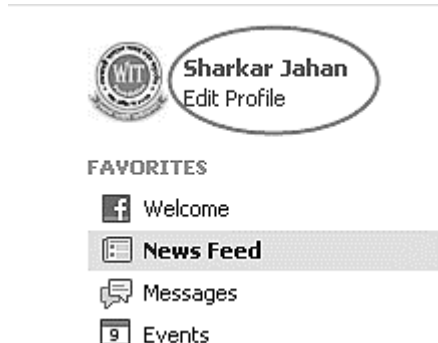 WIT
Sharkar Jahan
Edit Profile
FAVORITES
Welcome
News Feed
Messages
9 Events